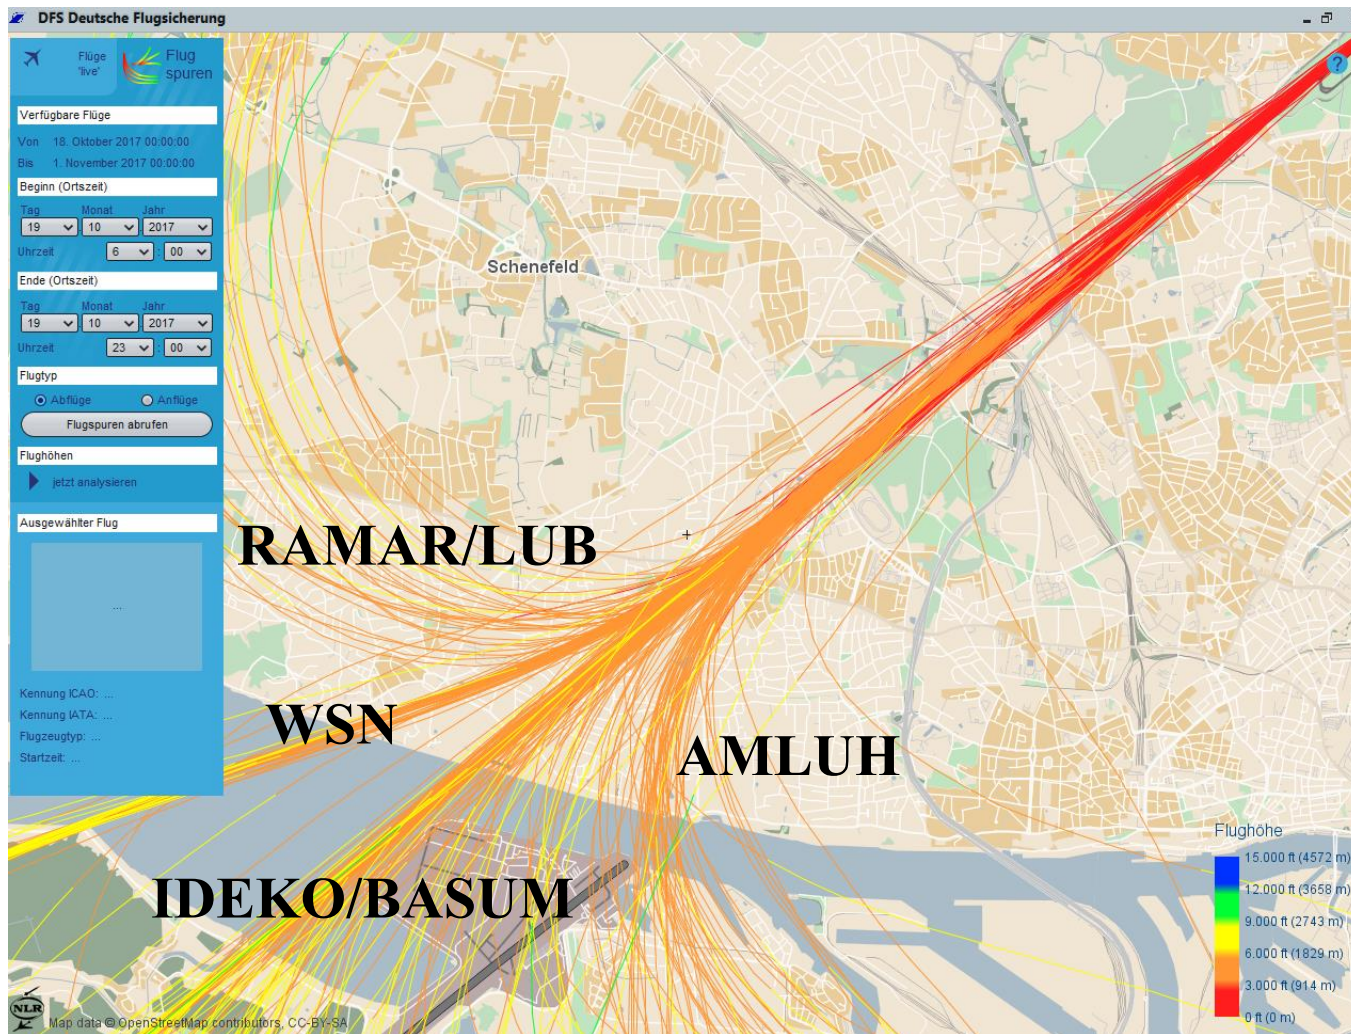 DFS Deutsche Flugsicherung
Flüge
'live'
Flug
spuren
?
Verfügbare Flüge
Von 18. Oktober 2017 00:00:00
Bis 1. November 2017 00:00:00
Beginn (Ortszeit)
Tag Monat Jahr
19 10 2017
Uhrzeit 6 : 00
Ende (Ortszeit)
Tag Monat Jahr
19 10 2017
Uhrzeit 23 : 00
Flugtyp
Abflüge Anflüge
Flugspuren abrufen
Flughöhen
jetzt analysieren
Ausgewählter Flug
...
Kennung ICAO: ...
Kennung IATA: ...
Flugzeugtyp: ...
Startzeit: ...
Schenefeld
RAMAR/LUB
WSN
AMLUH
IDEKO/BASUM
Flughöhe
15.000 ft (4572 m)
12.000 ft (3658 m)
9.000 ft (2743 m)
6.000 ft (1829 m)
3.000 ft (914 m)
0 ft (0 m)
NLR
Map data © OpenStreetMap contributors, CC-BY-SA